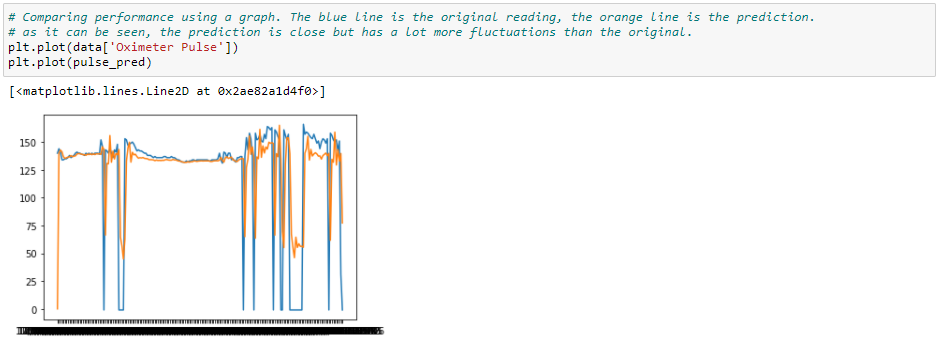 # Comparing performance using a graph. The blue line is the original reading, the orange line is the prediction.
# as it can be seen, the prediction is close but has a lot more fluctuations than the original.
plt.plot(data['Oximeter Pulse'])
plt.plot(pulse_pred)
[<matplotlib.lines.Line2D at 0x2ae82a1d4f0>]
150
125
100
75
50
25
0